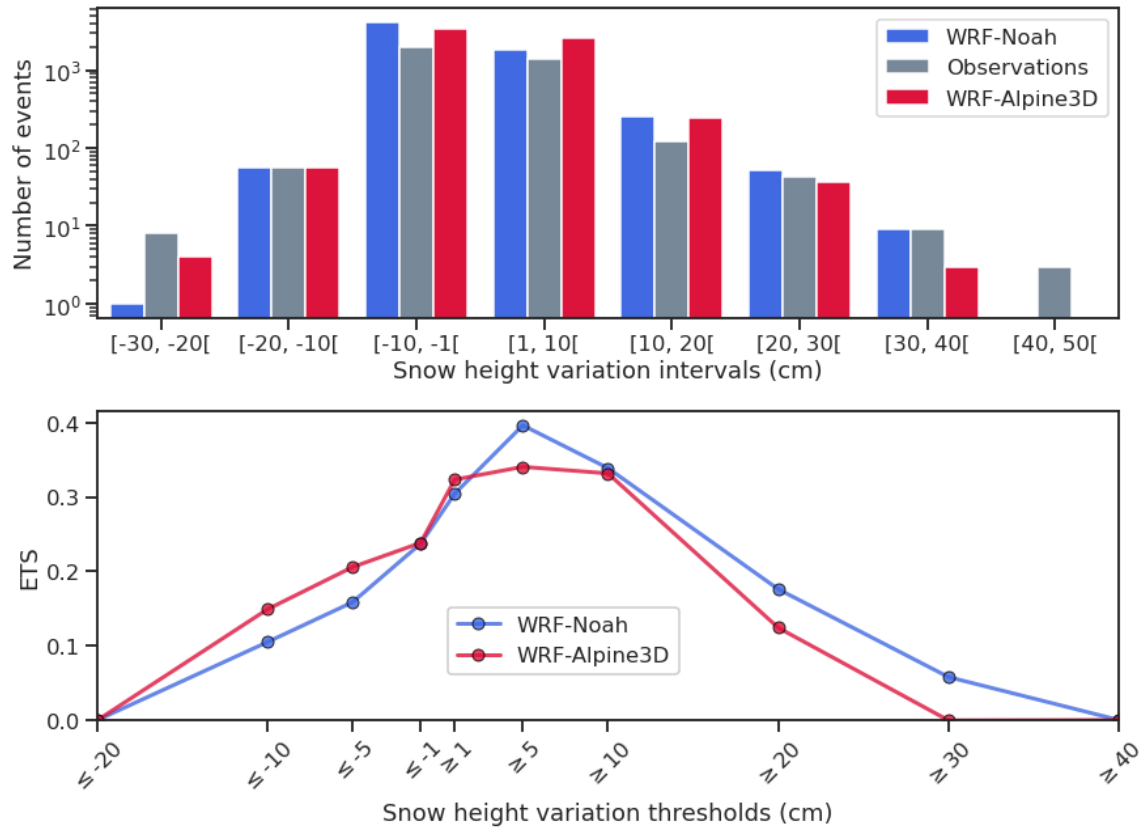 Number of events
10³
10²
10¹
10⁰
WRF-Noah
Observations
WRF-Alpine3D
[-30, -20[ [-20, -10[ [-10, -1[ [1, 10[ [10, 20[ [20, 30[ [30, 40[ [40, 50[
Snow height variation intervals (cm)
ETS
0.4
0.3
0.2
0.1
0.0
WRF-Noah
WRF-Alpine3D
≤ -20 ≤ -10 ≤ -5 ≤ -1 ≥ 1 ≥ 5 ≥ 10 ≥ 20 ≥ 30 ≥ 40
Snow height variation thresholds (cm)